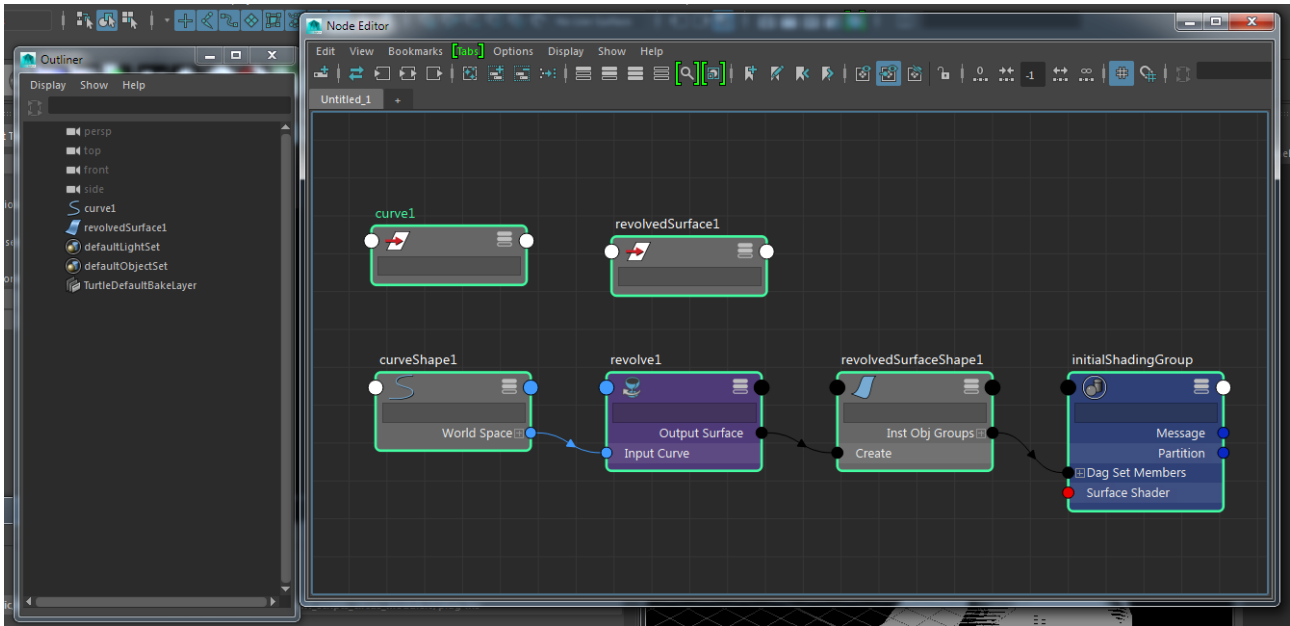 Node Editor
Edit View Bookmarks Tabs Options Display Show Help
0
-1
∞
Untitled_1 +
Outliner
Display Show Help
persp
top
front
side
curve1
revolvedSurface1
defaultLightSet
defaultObjectSet
TurtleDefaultBakeLayer
curve1
revolvedSurface1
curveShape1
World Space
revolve1
Output Surface
Input Curve
revolvedSurfaceShape1
Inst Obj Groups
Create
initialShadingGroup
Message
Partition
Dag Set Members
Surface Shader